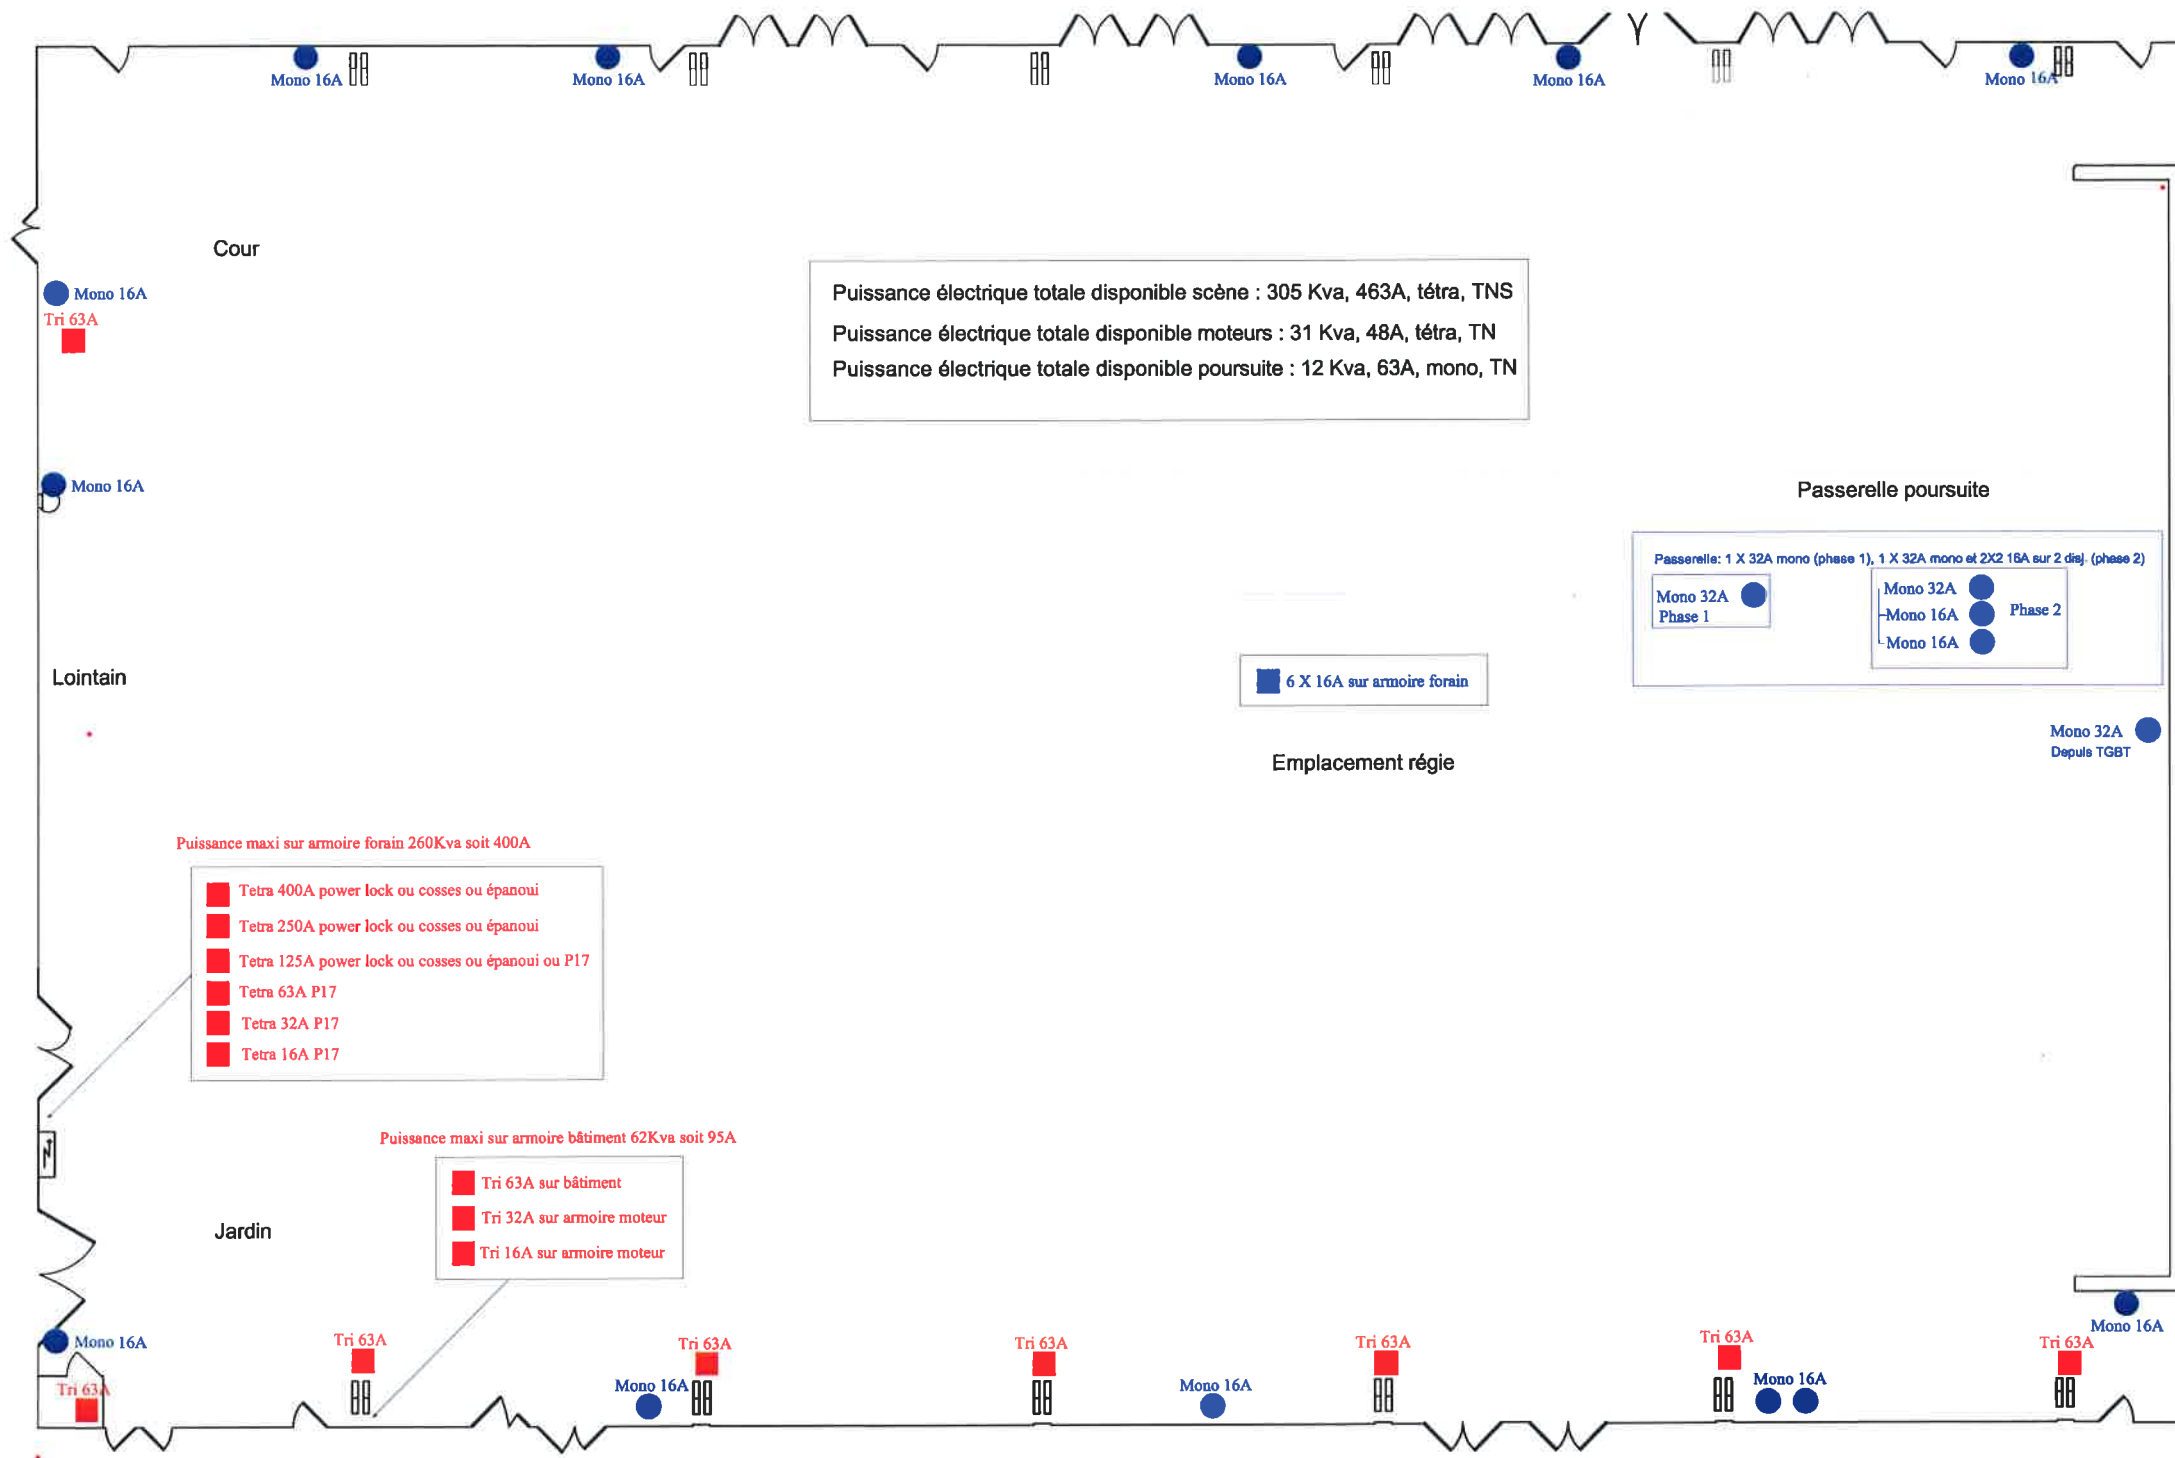 Mono 16A
Mono 16A
Mono 16A
Mono 16A
Mono 16A
Cour
Mono 16A
Tri 63A
Puissance électrique totale disponible scène : 305 Kva, 463A, tétra, TNS
Puissance électrique totale disponible moteurs : 31 Kva, 48A, tétra, TN
Puissance électrique totale disponible poursuite : 12 Kva, 63A, mono, TN
Mono 16A
Passerelle poursuite
Passerelle: 1 X 32A mono (phase 1), 1 X 32A mono et 2X2 16A sur 2 disj. (phase 2)
Mono 32A
Phase 1
Mono 32A
Mono 16A
Phase 2
Mono 16A
Lointain
6 X 16A sur armoire forain
Mono 32A
Depuis TGBT
Emplacement régie
Puissance maxi sur armoire forain 260Kva soit 400A
Tetra 400A power lock ou cosses ou épanoui
Tetra 250A power lock ou cosses ou épanoui
Tetra 125A power lock ou cosses ou épanoui ou P17
Tetra 63A P17
Tetra 32A P17
Tetra 16A P17
Puissance maxi sur armoire bâtiment 62Kva soit 95A
Tri 63A sur bâtiment
Tri 32A sur armoire moteur
Tri 16A sur armoire moteur
Jardin
Mono 16A
Mono 16A
Tri 63A
Tri 63A
Tri 63A
Tri 63A
Tri 63A
Tri 63A
Tri 63A
Mono 16A
Mono 16A
Mono 16A